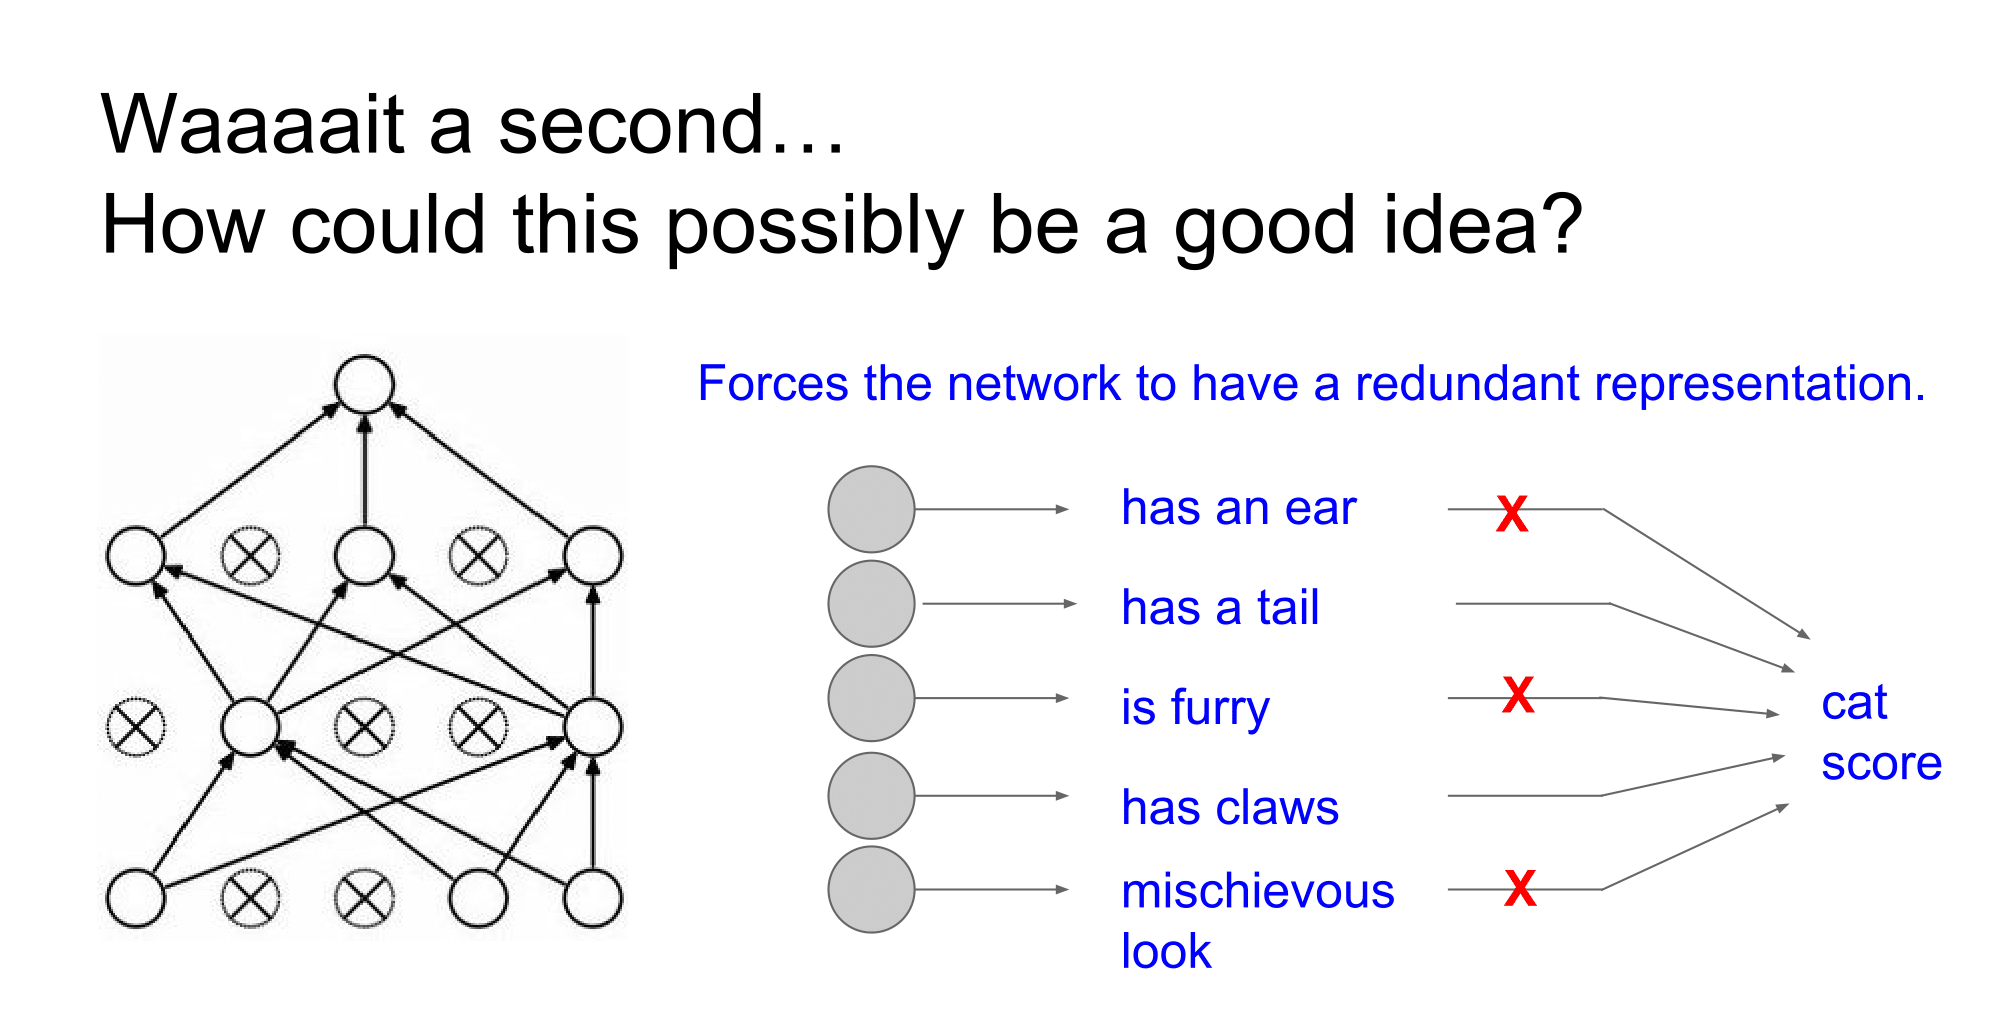 Waaaait a second…
How could this possibly be a good idea?
Forces the network to have a redundant representation.
has an ear
X
has a tail
is furry
X
has claws
mischievous
look
X
cat
score